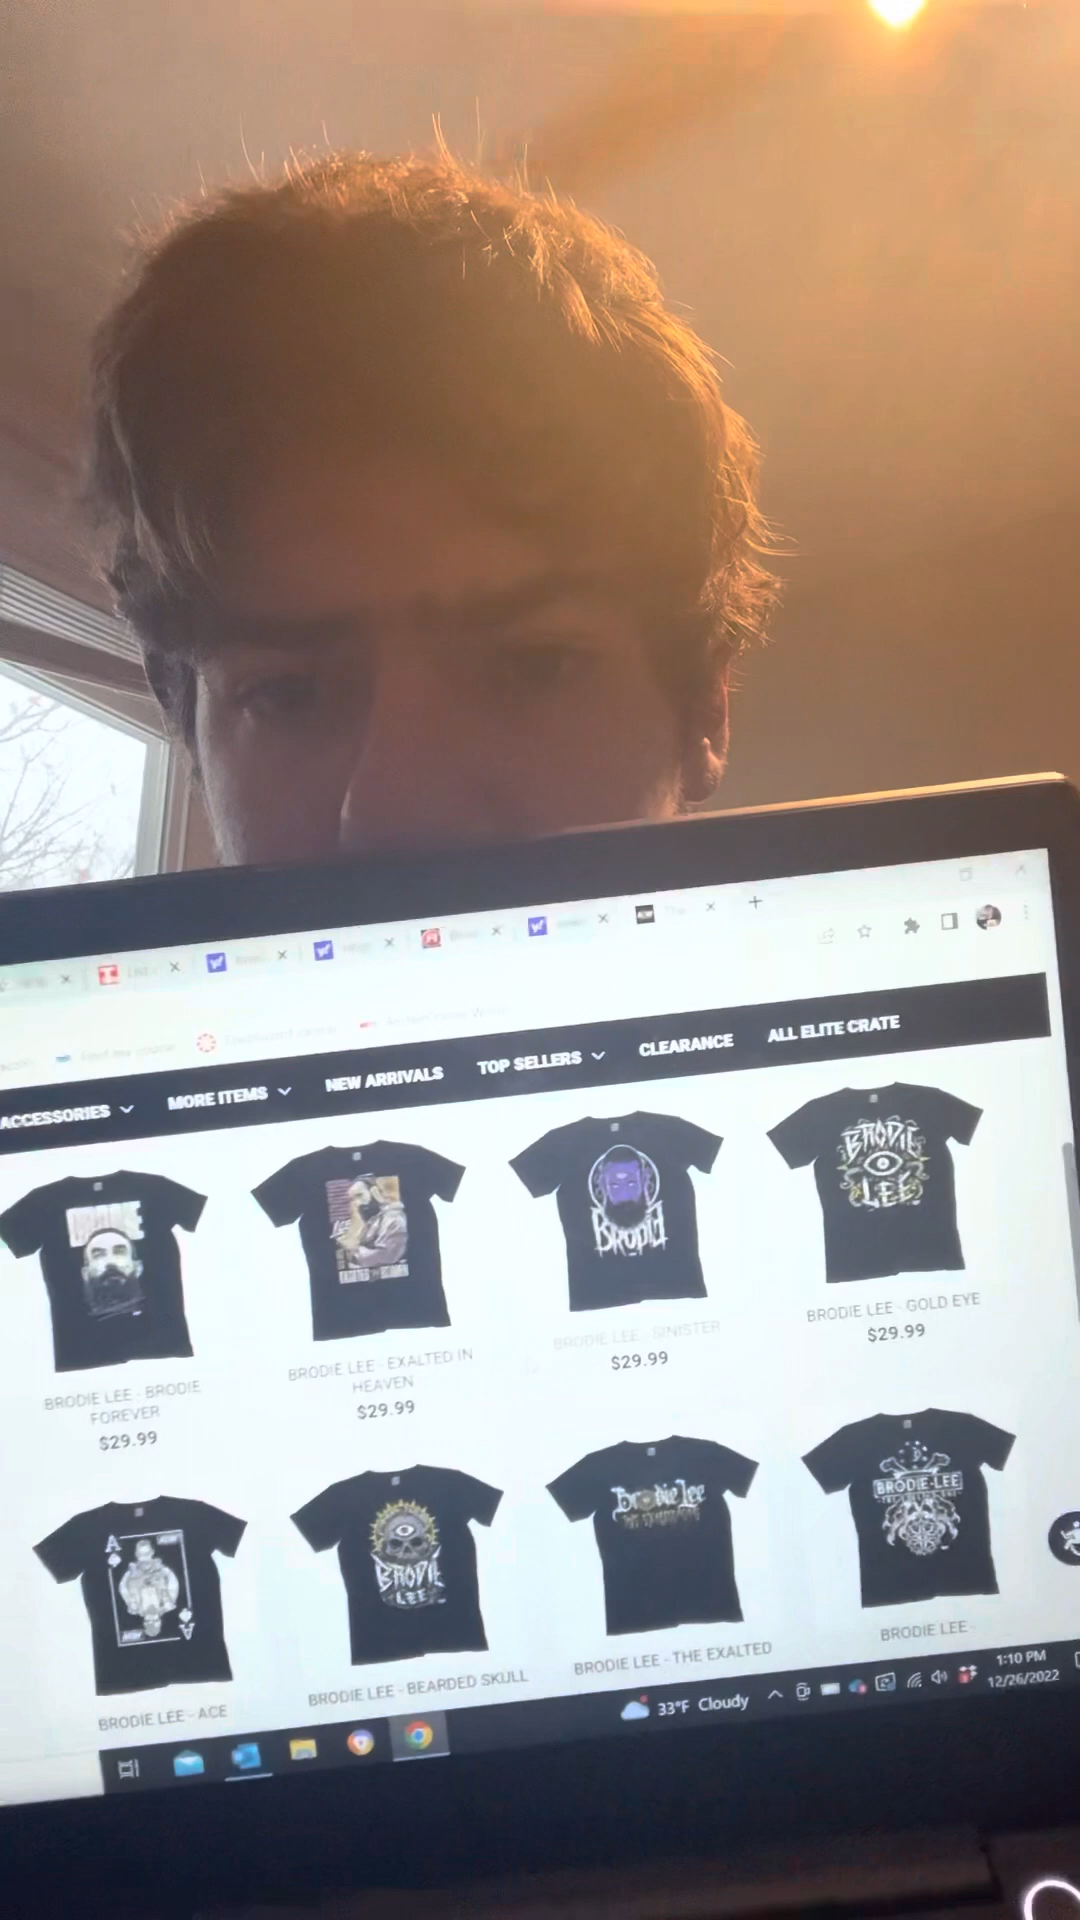 ACCESSORIES MORE ITEMS NEW ARRIVALS TOP SELLERS CLEARANCE ALL ELITE CRATE
BRODIE
LEE
BRODIE
BRODIE LEE - BRODIE
FOREVER
$29.99
BRODIE LEE - EXALTED IN
HEAVEN
$29.99
BRODIE LEE - SINISTER
$29.99
BRODIE LEE - GOLD EYE
$29.99
A
A
BRODIE
LEE
Brodie Lee
BRODIE-LEE
BRODIE LEE - ACE
BRODIE LEE - BEARDED SKULL
BRODIE LEE - THE EXALTED
BRODIE LEE -
33°F Cloudy
1:10 PM
12/26/2022